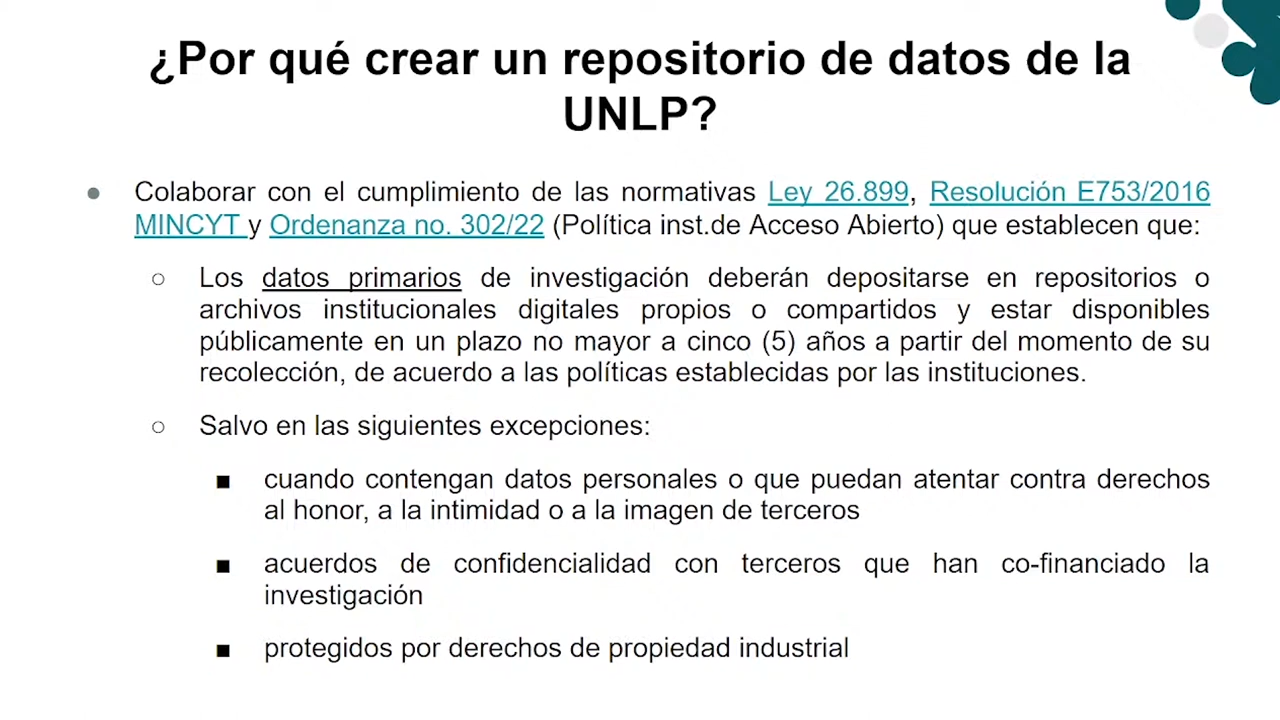 ¿Por qué crear un repositorio de datos de la
UNLP?
● Colaborar con el cumplimiento de las normativas Ley 26.899, Resolución E753/2016
MINCYT y Ordenanza no. 302/22 (Política inst.de Acceso Abierto) que establecen que:
○ Los datos primarios de investigación deberán depositarse en repositorios o
archivos institucionales digitales propios o compartidos y estar disponibles
públicamente en un plazo no mayor a cinco (5) años a partir del momento de su
recolección, de acuerdo a las políticas establecidas por las instituciones.
○ Salvo en las siguientes excepciones:
■ cuando contengan datos personales o que puedan atentar contra derechos
al honor, a la intimidad o a la imagen de terceros
■ acuerdos de confidencialidad con terceros que han co-financiado la
investigación
■ protegidos por derechos de propiedad industrial